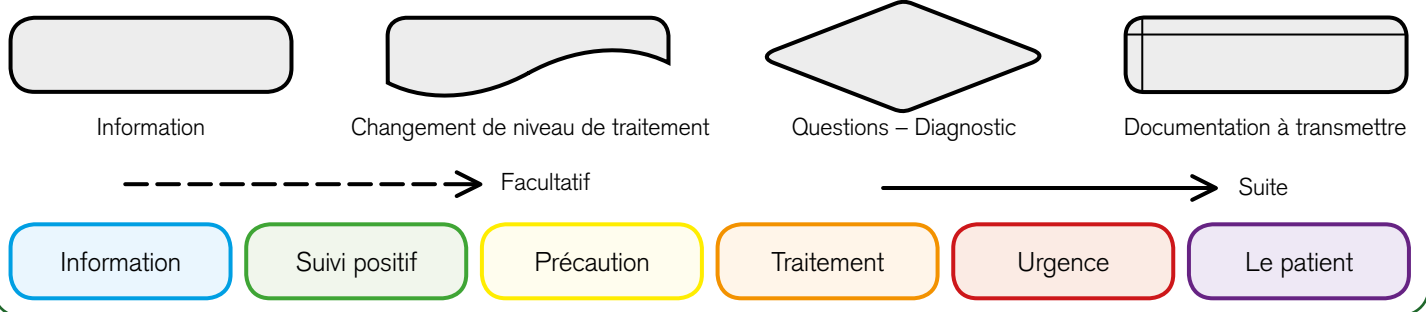 Information
Changement de niveau de traitement
Questions – Diagnostic
Documentation à transmettre
Facultatif
Suite
Information
Suivi positif
Précaution
Traitement
Urgence
Le patient